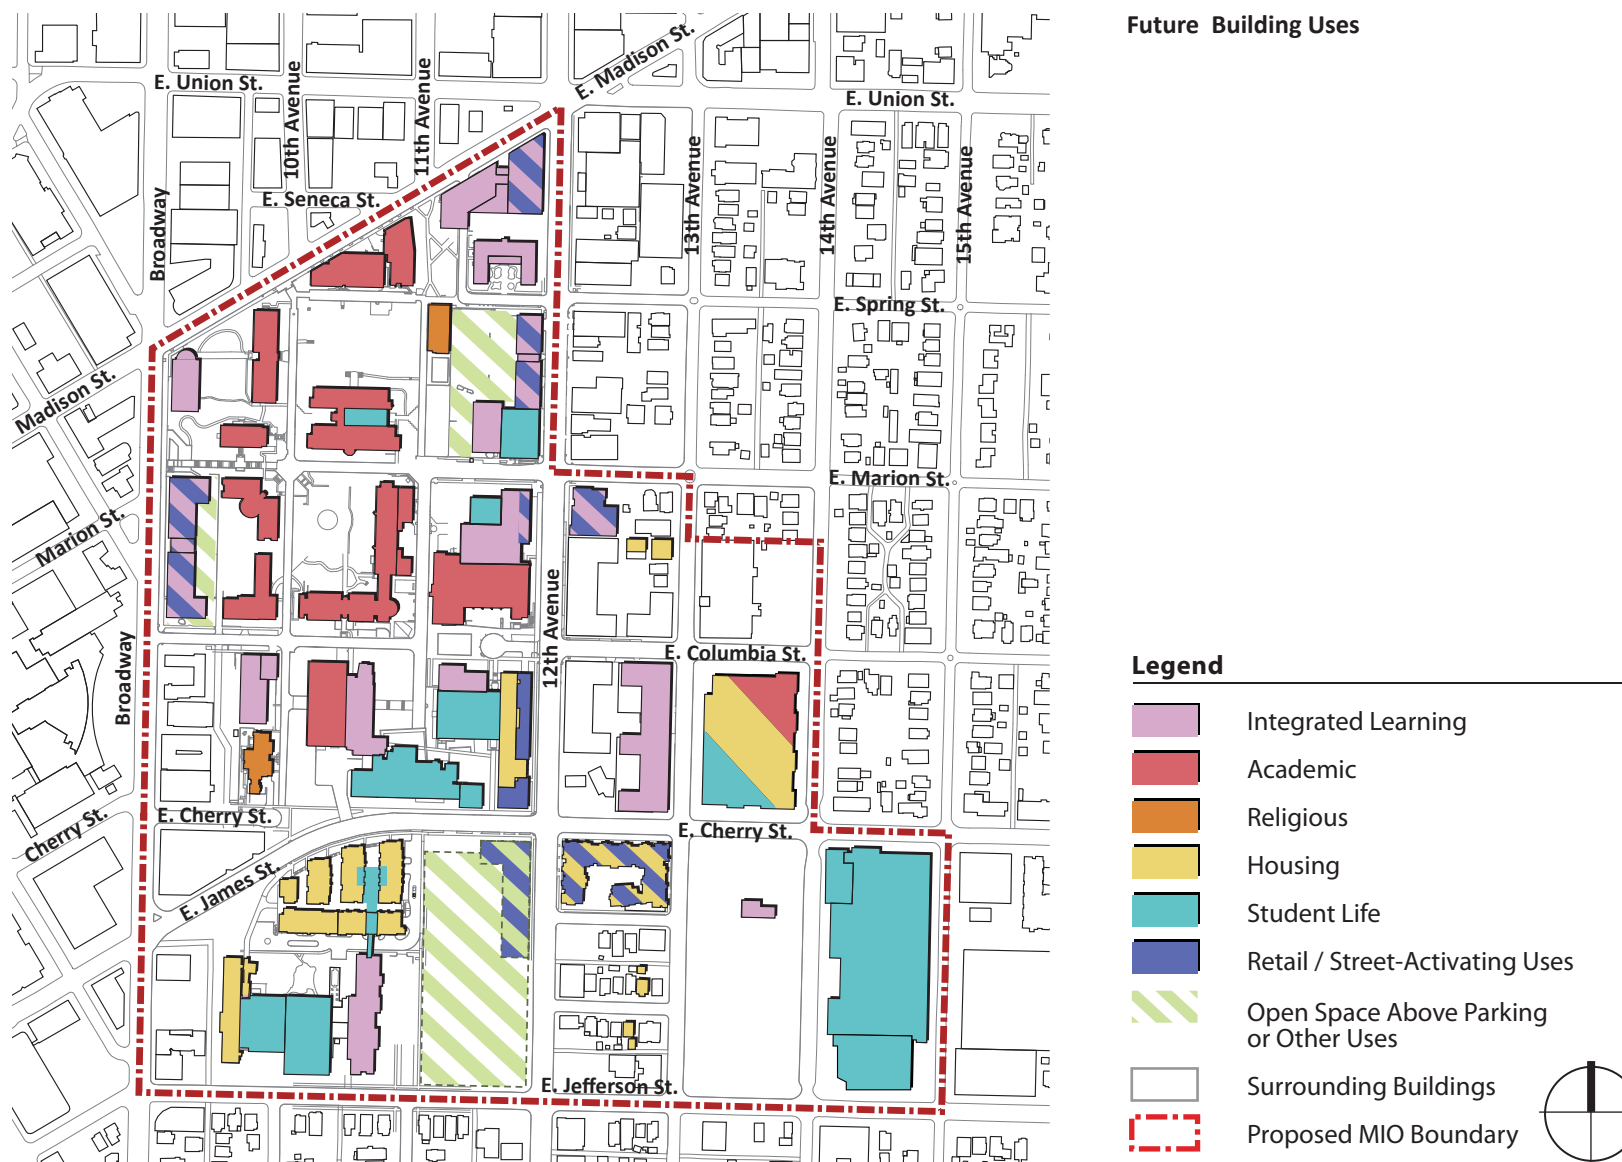 Future Building Uses
E. Madison St.
E. Union St.
E. Union St.
10th Avenue
11th Avenue
13th Avenue
14th Avenue
15th Avenue
E. Seneca St.
Broadway
E. Spring St.
Madison St.
E. Marion St.
Marion St.
12th Avenue
E. Columbia St.
Broadway
E. Cherry St.
E. Cherry St.
Cherry St.
E. James St.
E. Jefferson St.
Legend
Integrated Learning
Academic
Religious
Housing
Student Life
Retail / Street-Activating Uses
Open Space Above Parking
or Other Uses
Surrounding Buildings
Proposed MIO Boundary